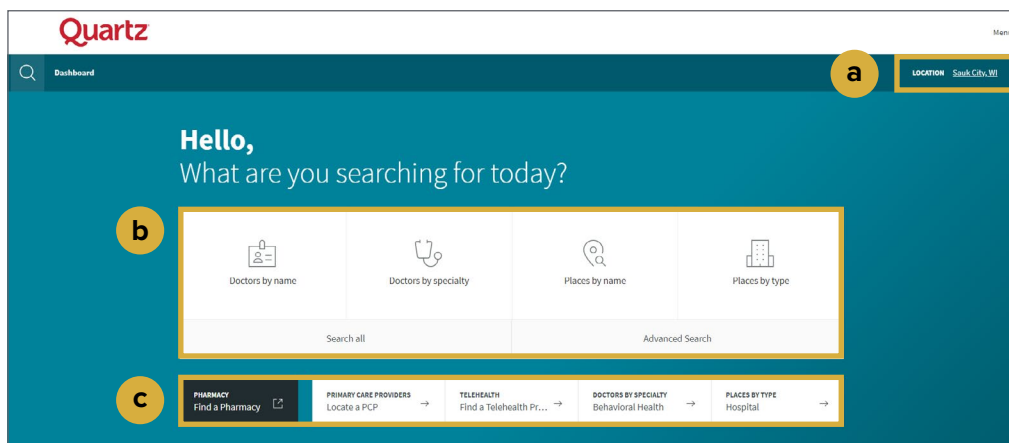 Quartz
Menu
Dashboard
a
LOCATION Sauk City, WI
Hello,
What are you searching for today?
b
Doctors by name
Doctors by specialty
Places by name
Places by type
Search all
Advanced Search
c
PHARMACY
Find a Pharmacy
PRIMARY CARE PROVIDERS
Locate a PCP
TELEHEALTH
Find a Telehealth Pr...
DOCTORS BY SPECIALTY
Behavioral Health
PLACES BY TYPE
Hospital